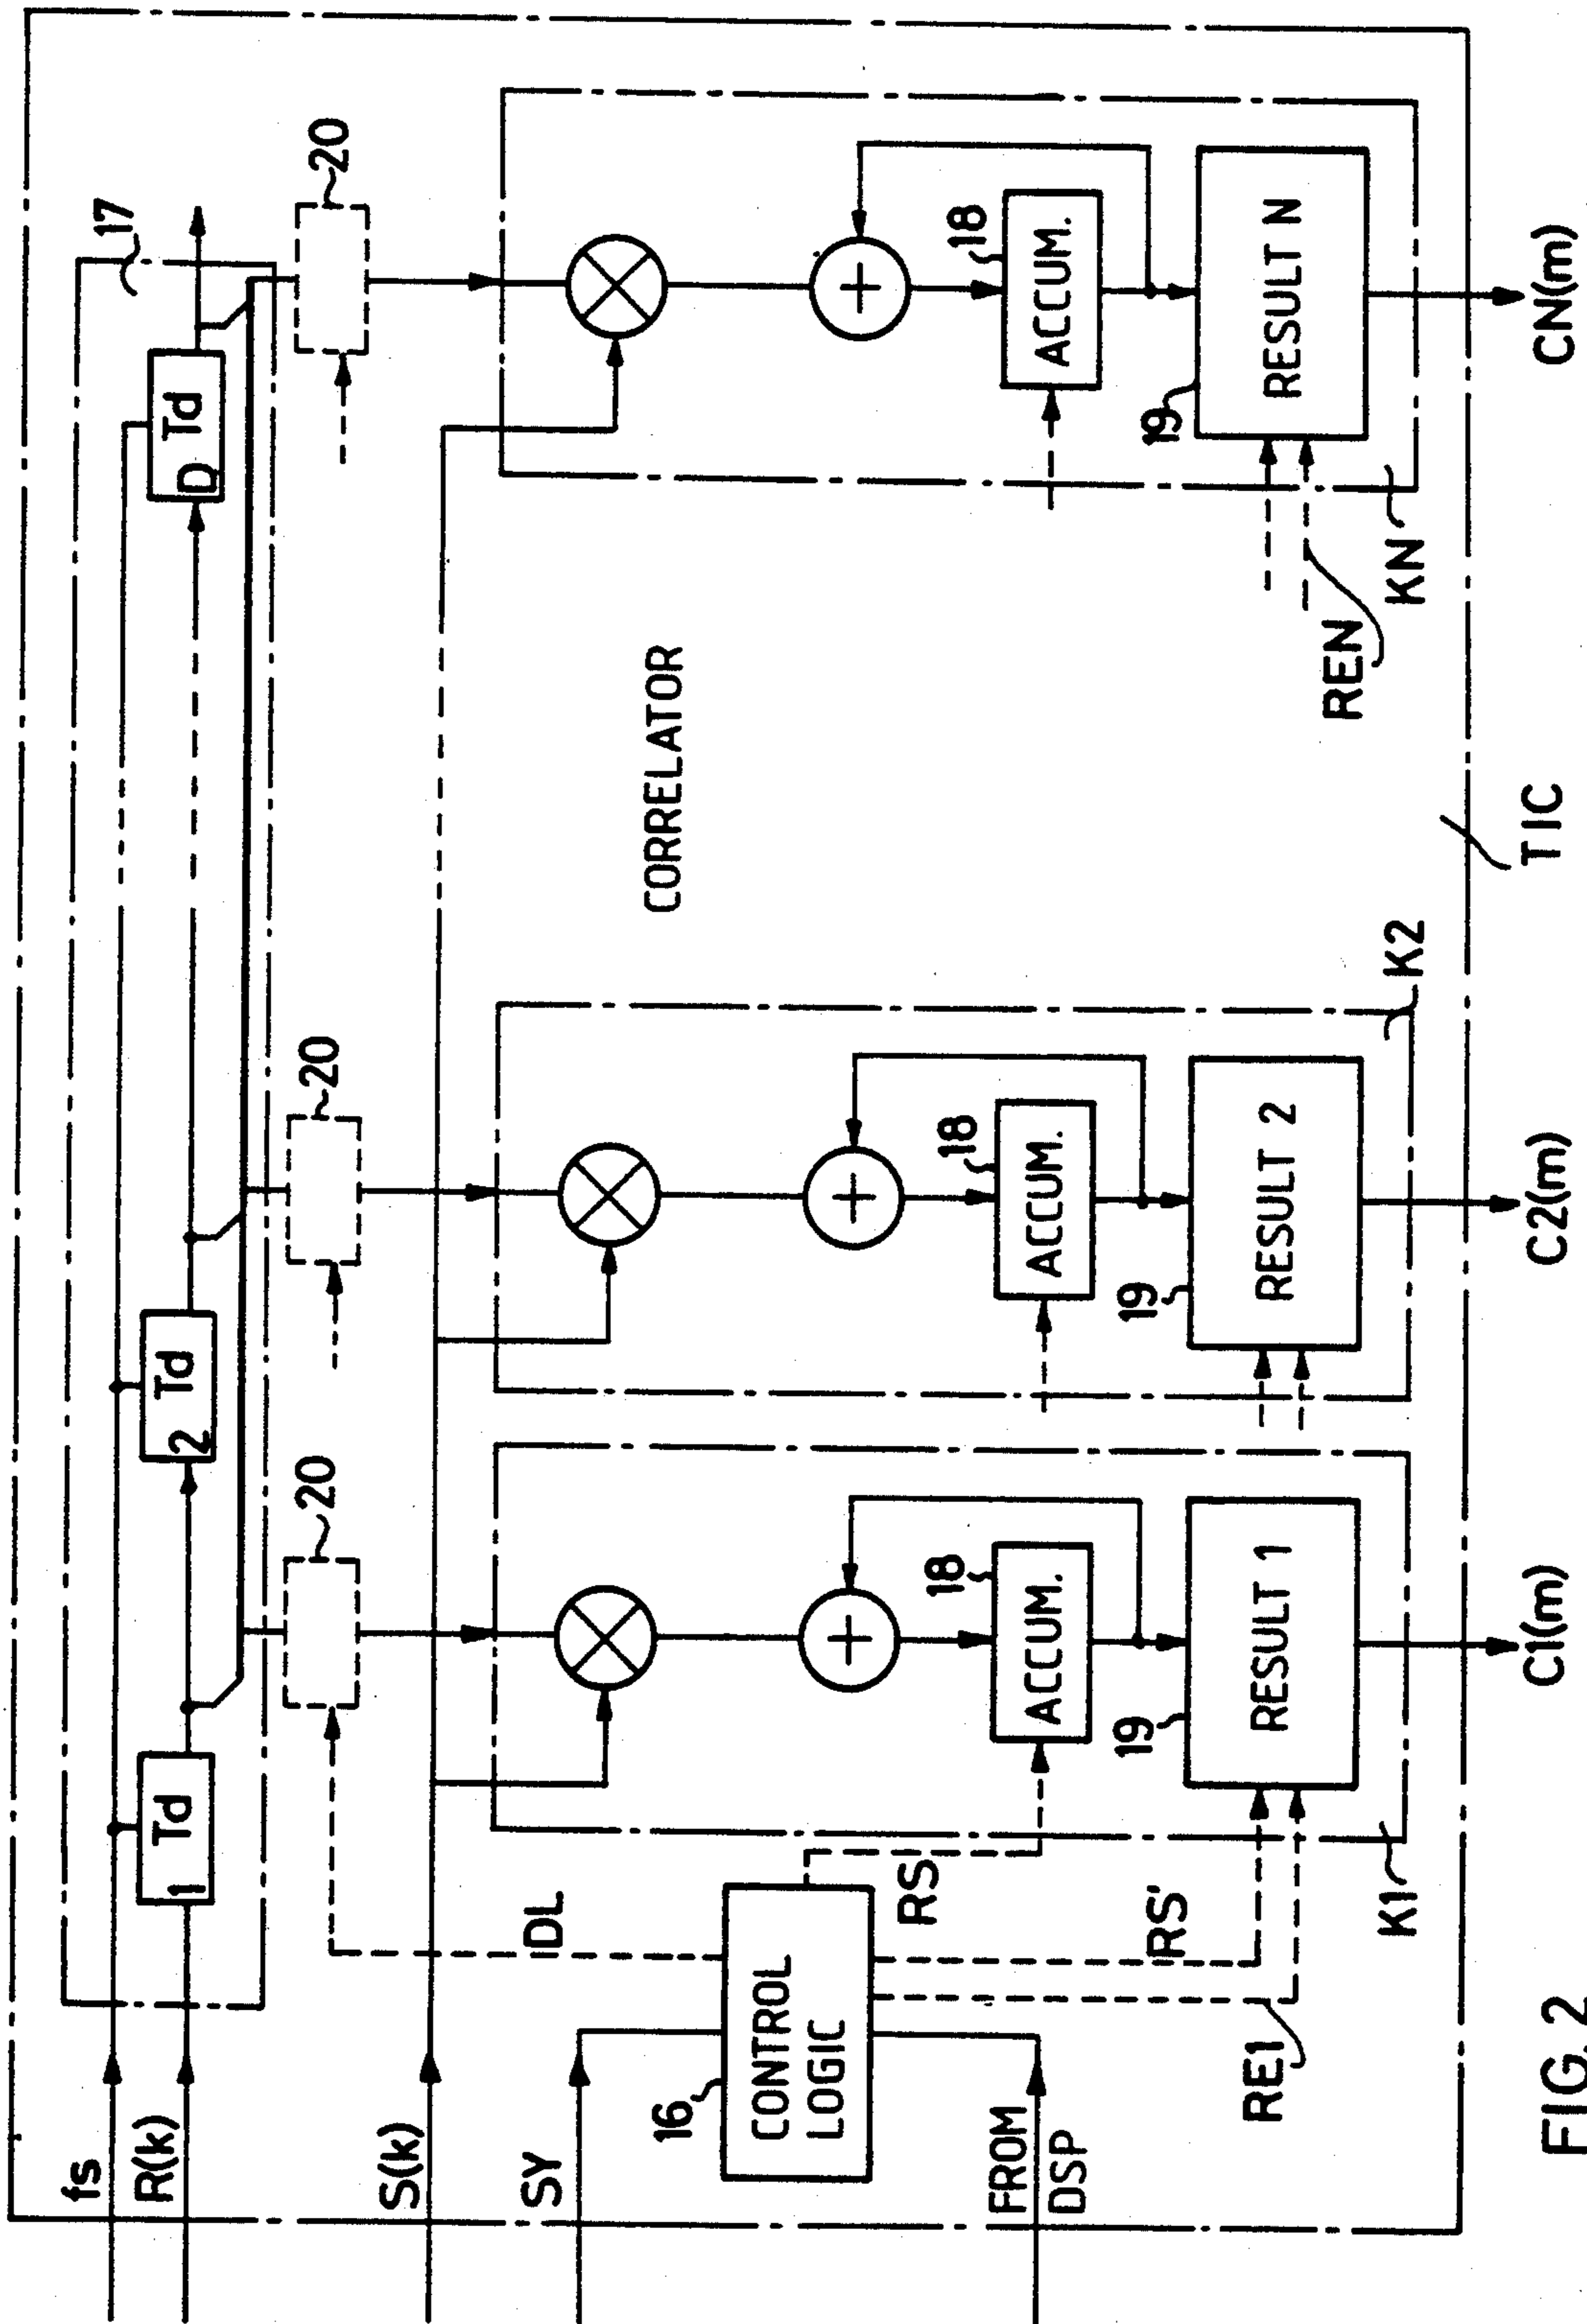 fs
R(k)
S(k)
SY
FROM
DSP
1 Td
2 Td
D Td
17
20
20
20
DL
16
CONTROL
LOGIC
RS
RS'
RE1
CORRELATOR
18
ACCUM.
19
RESULT 1
K1
18
ACCUM.
19
RESULT 2
K2
18
ACCUM.
19
RESULT N
REN
KN
C1(m)
C2(m)
TIC
CN(m)
FIG. 2